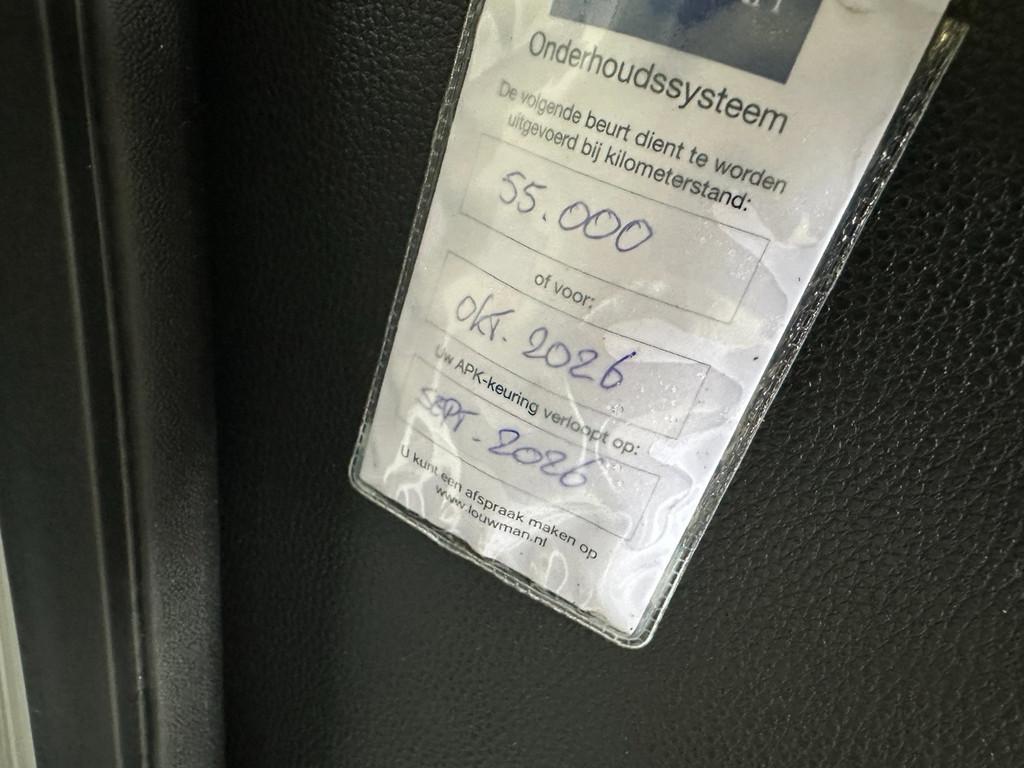 Onderhoudssysteem
De volgende beurt dient te worden
uitgevoerd bij kilometerstand:
55.000
of voor:
OKT. 2026
Uw APK-keuring verloopt op:
SEPT - 2026
U kunt een afspraak maken op
www.louwman.nl